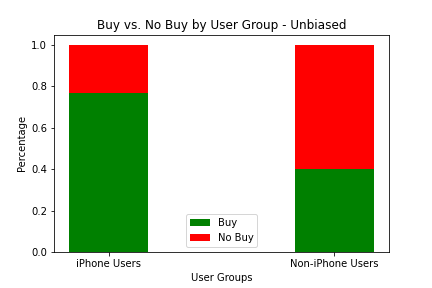 Buy vs. No Buy by User Group - Unbiased
1.0
0.8
0.6
0.4
0.2
0.0
Percentage
Buy
No Buy
iPhone Users
Non-iPhone Users
User Groups